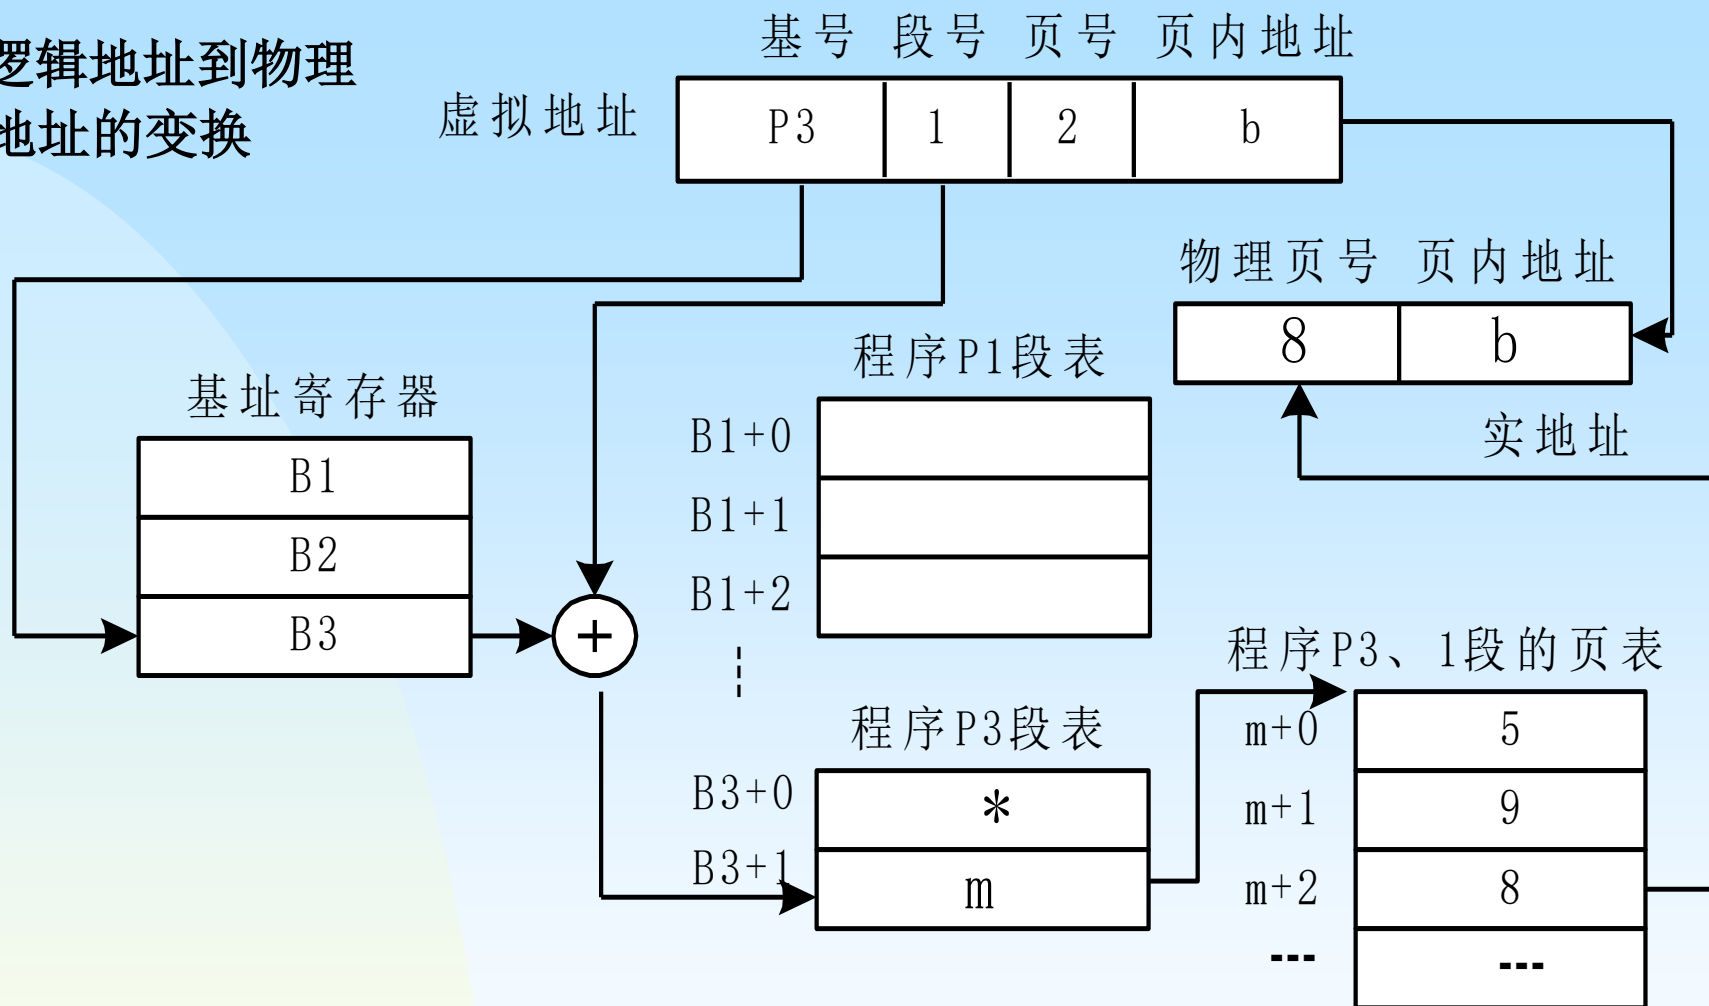 逻辑地址到物理
地址的变换
基号 段号 页号 页内地址
虚拟地址 P3 1 2 b
物理页号 页内地址
8 b
实地址
基址寄存器
B1
B2
B3
+
程序P1段表
B1+0
B1+1
B1+2
程序P3段表
B3+0 *
B3+1 m
程序P3、1段的页表
m+0 5
m+1 9
m+2 8
--- ---